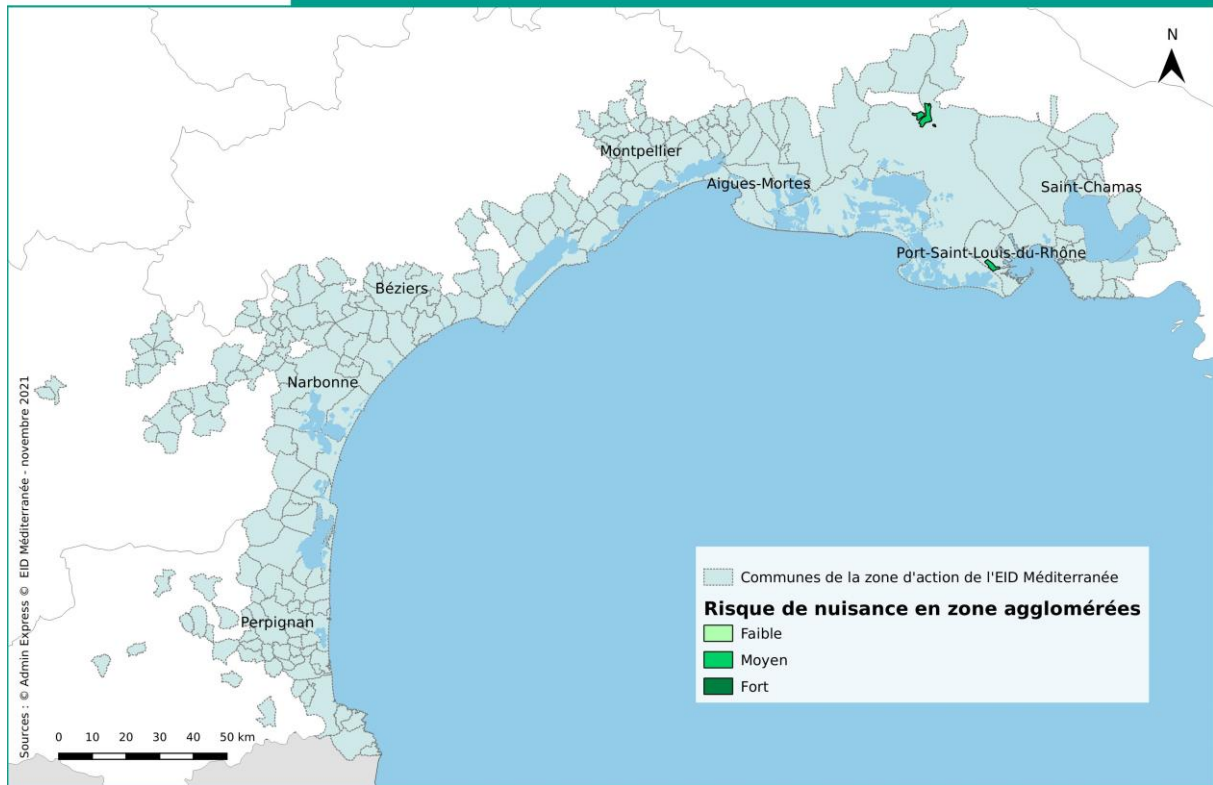 N
Montpellier
Aigues-Mortes
Saint-Chamas
Port-Saint-Louis-du-Rhône
Béziers
Narbonne
Perpignan
Communes de la zone d'action de l'EID Méditerranée
Risque de nuisance en zone agglomérées
Faible
Moyen
Fort
0 10 20 30 40 50 km
Sources : © Admin Express © EID Méditerranée - novembre 2021